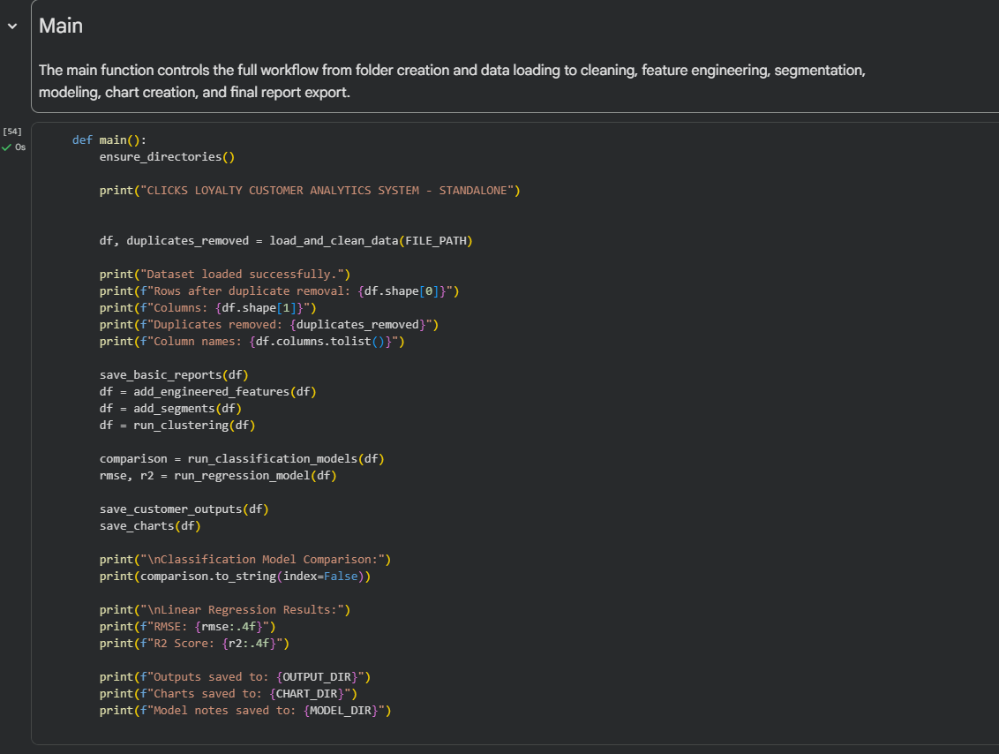 Main
The main function controls the full workflow from folder creation and data loading to cleaning, feature engineering, segmentation,
modeling, chart creation, and final report export.
[54]
0s
def main():
    ensure_directories()
    print("CLICKS LOYALTY CUSTOMER ANALYTICS SYSTEM - STANDALONE")
    df, duplicates_removed = load_and_clean_data(FILE_PATH)
    print("Dataset loaded successfully.")
    print(f"Rows after duplicate removal: {df.shape[0]}")
    print(f"Columns: {df.shape[1]}")
    print(f"Duplicates removed: {duplicates_removed}")
    print(f"Column names: {df.columns.tolist()}")
    save_basic_reports(df)
    df = add_engineered_features(df)
    df = add_segments(df)
    df = run_clustering(df)
    comparison = run_classification_models(df)
    rmse, r2 = run_regression_model(df)
    save_customer_outputs(df)
    save_charts(df)
    print("\nClassification Model Comparison:")
    print(comparison.to_string(index=False))
    print("\nLinear Regression Results:")
    print(f"RMSE: {rmse:.4f}")
    print(f"R2 Score: {r2:.4f}")
    print(f"Outputs saved to: {OUTPUT_DIR}")
    print(f"Charts saved to: {CHART_DIR}")
    print(f"Model notes saved to: {MODEL_DIR}")